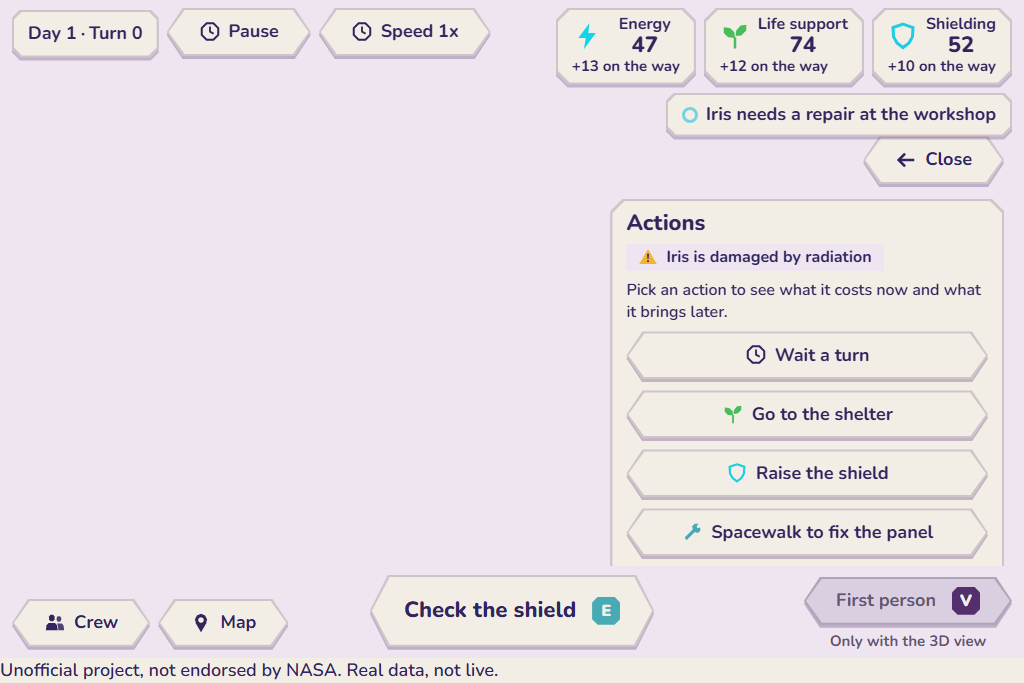 Day 1 · Turn 0
Pause
Speed 1x
Energy
47
+13 on the way
Life support
74
+12 on the way
Shielding
52
+10 on the way
Iris needs a repair at the workshop
Close
Actions
Iris is damaged by radiation
Pick an action to see what it costs now and what
it brings later.
Wait a turn
Go to the shelter
Raise the shield
Spacewalk to fix the panel
Crew
Map
Check the shield E
First person V
Only with the 3D view
Unofficial project, not endorsed by NASA. Real data, not live.